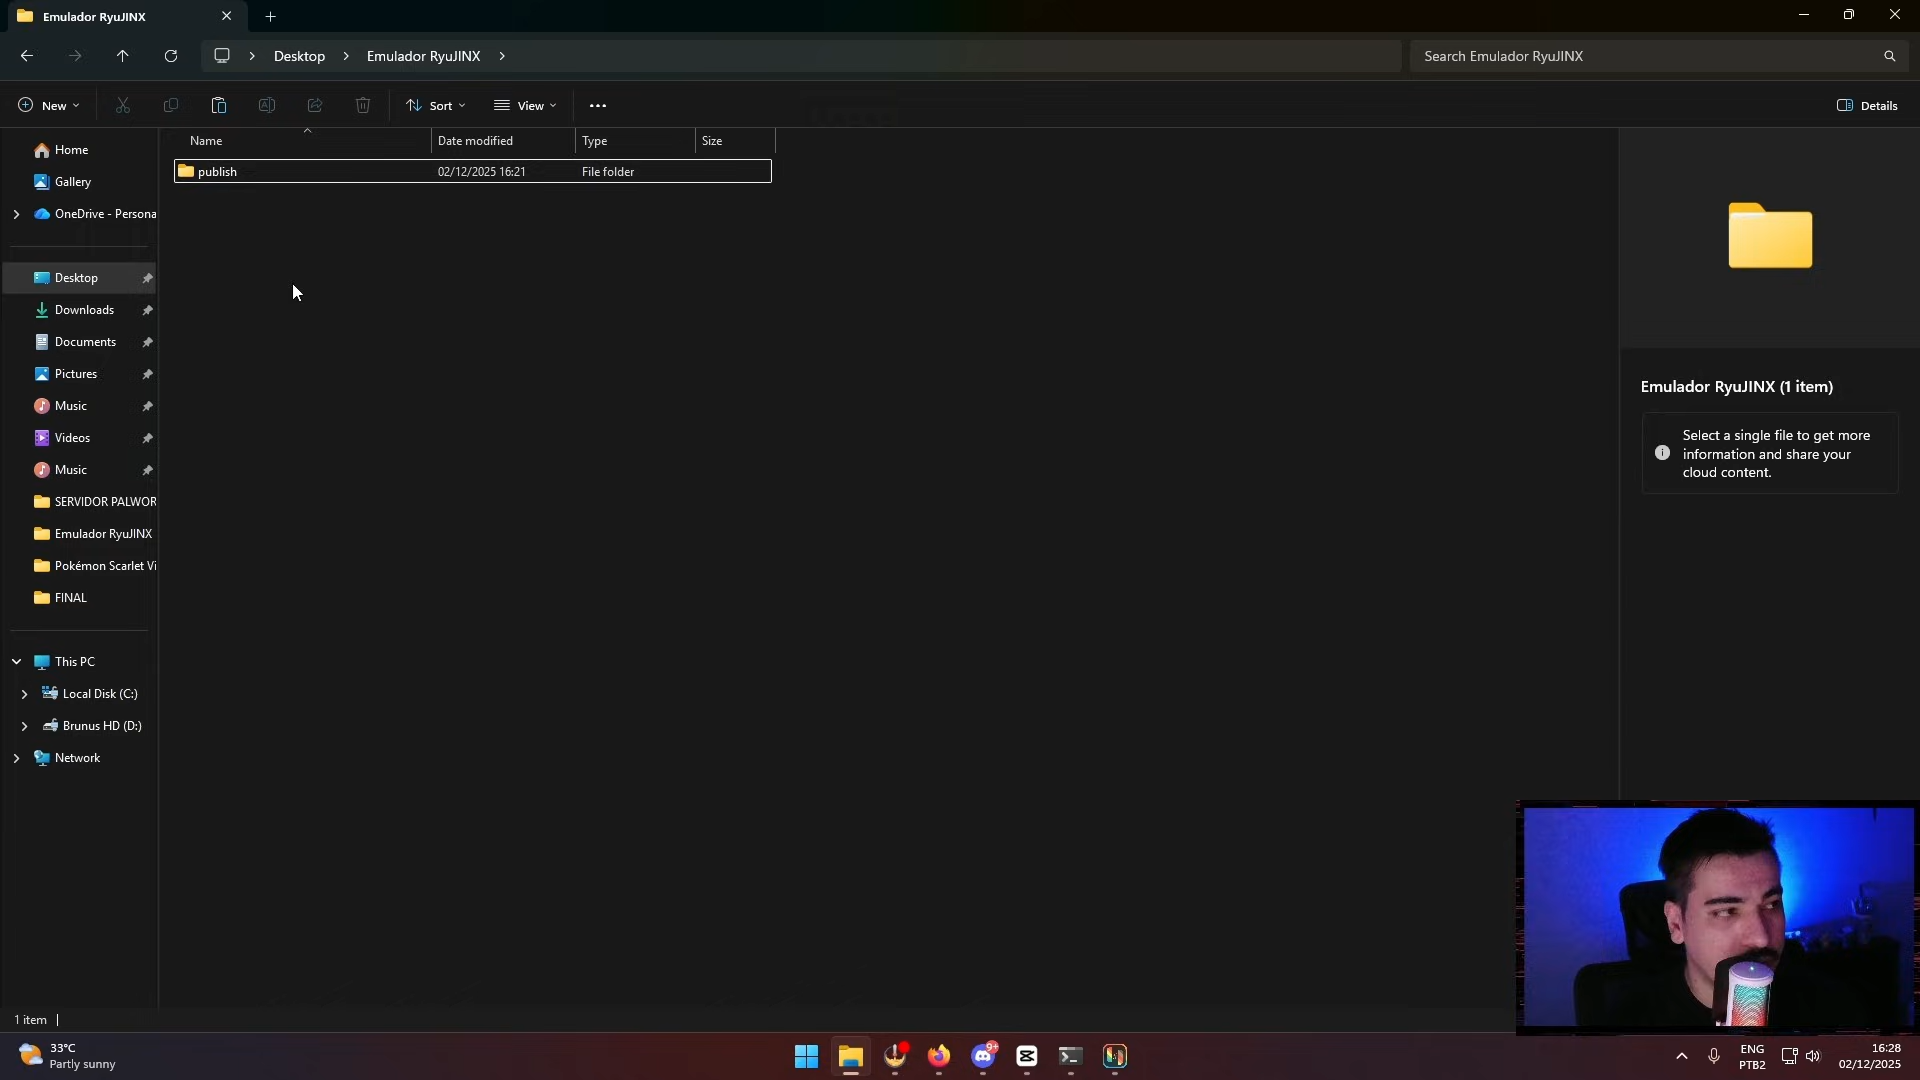 Emulador RyuJINX
Desktop
Emulador RyuJINX
Search Emulador RyuJINX
New
Sort
View
Details
Name
Date modified
Type
Size
publish
02/12/2025 16:21
File folder
Home
Gallery
OneDrive - Persona
Desktop
Downloads
Documents
Pictures
Music
Videos
Music
SERVIDOR PALWOR
Emulador RyuJINX
Pokémon Scarlet Vi
FINAL
This PC
Local Disk (C:)
Brunus HD (D:)
Network
Emulador RyuJINX (1 item)
Select a single file to get more
information and share your
cloud content.
1 item
33°C
Partly sunny
9+
ENG
PTB2
16:28
02/12/2025